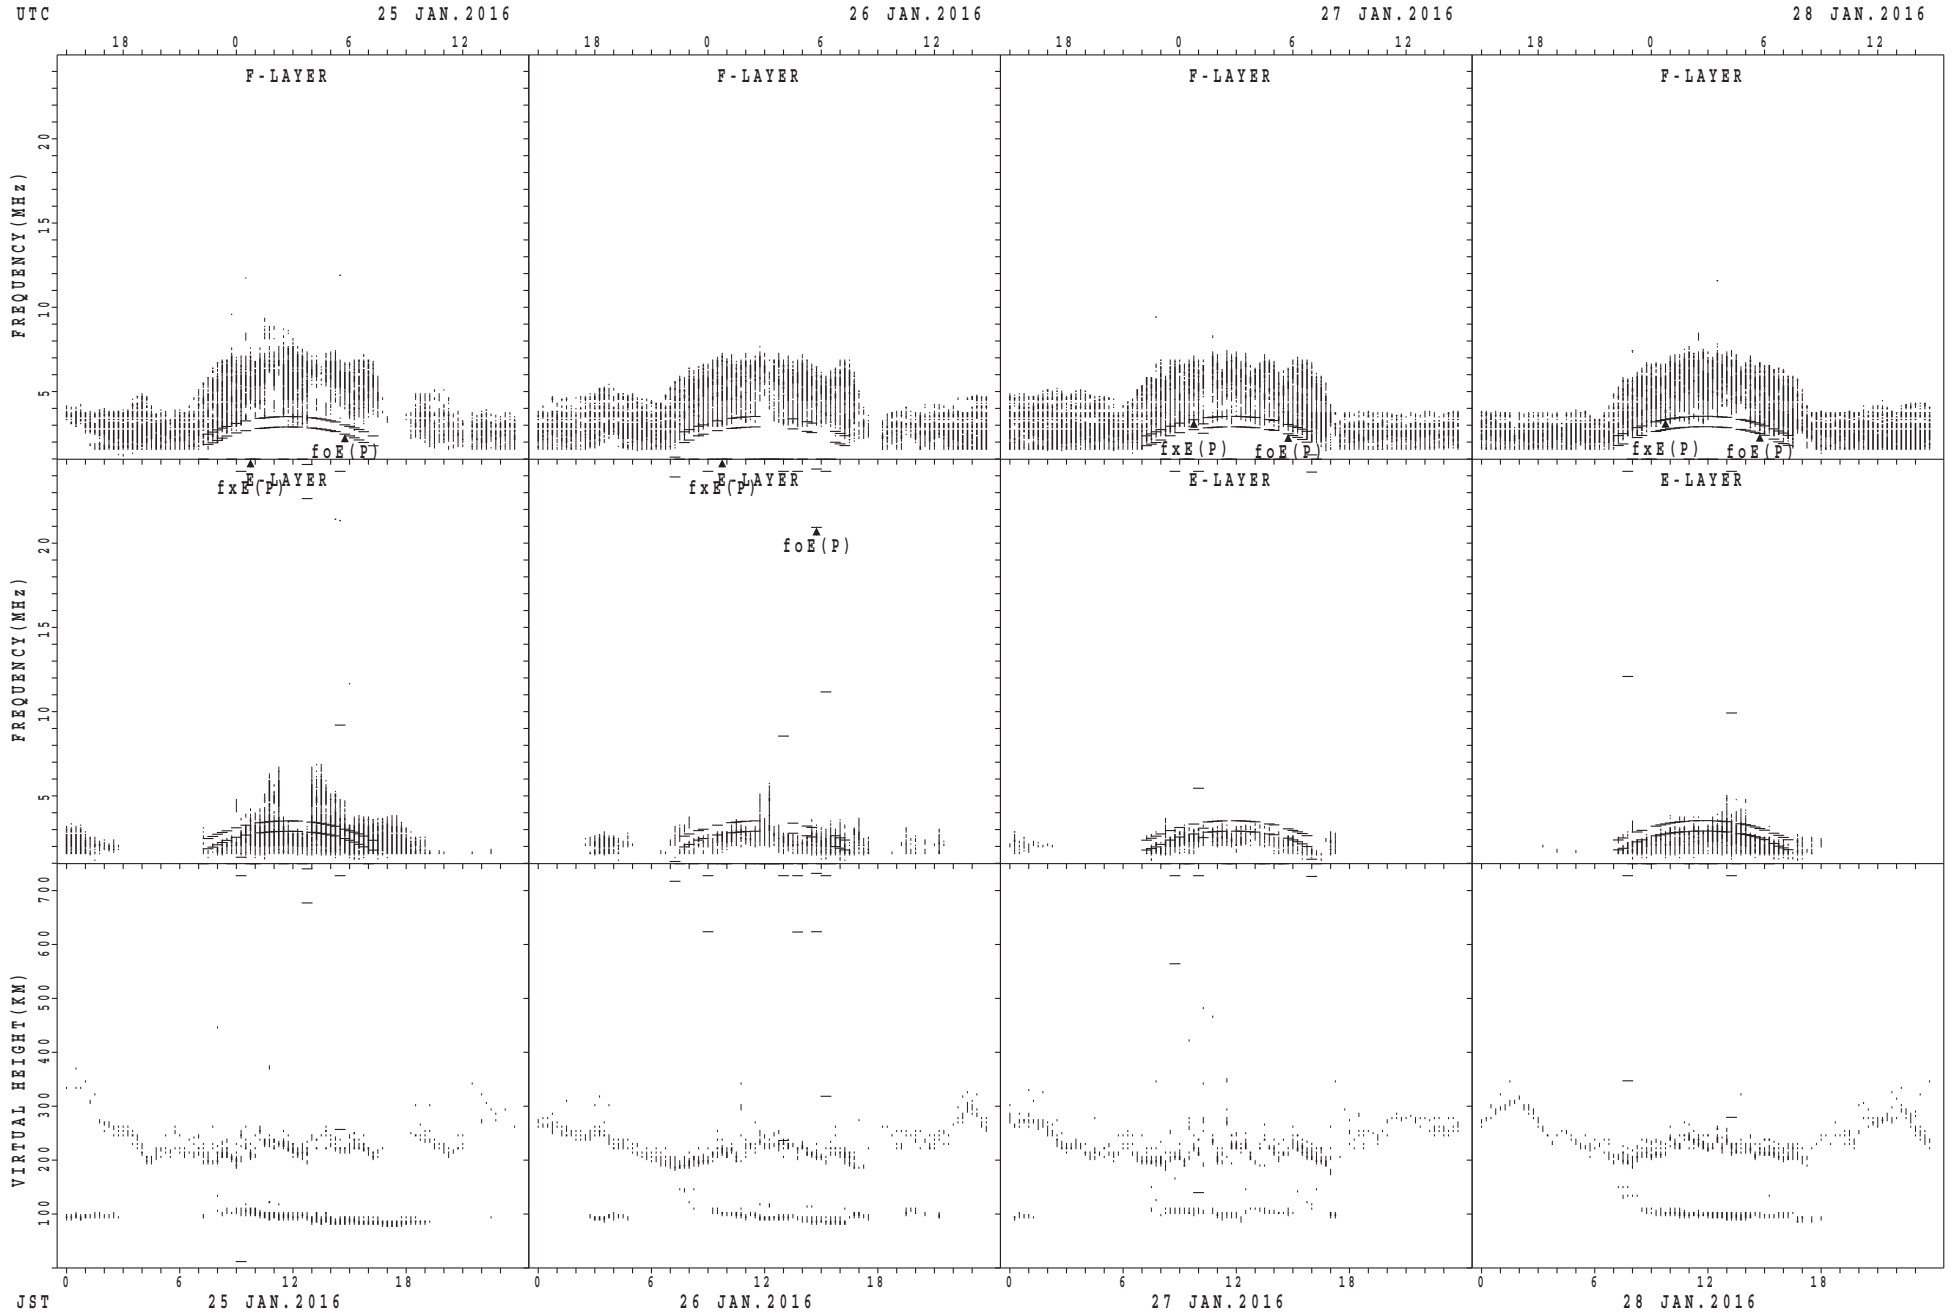 UTC 25 JAN.2016 26 JAN.2016 27 JAN.2016 28 JAN.2016
18 0 6 12 18 0 6 12 18 0 6 12 18 0 6 12
F-LAYER F-LAYER F-LAYER F-LAYER
FREQUENCY(MHz)
20
15
10
5
foE(P) fxE(P) foE(P) fxE(P) foE(P)
fxE(P) E-LAYER fxE(P) E-LAYER E-LAYER E-LAYER
foE(P)
FREQUENCY(MHz)
20
15
10
5
VIRTUAL HEIGHT(KM)
700
600
500
400
300
200
100
0 6 12 18 0 6 12 18 0 6 12 18 0 6 12 18
JST 25 JAN.2016 26 JAN.2016 27 JAN.2016 28 JAN.2016